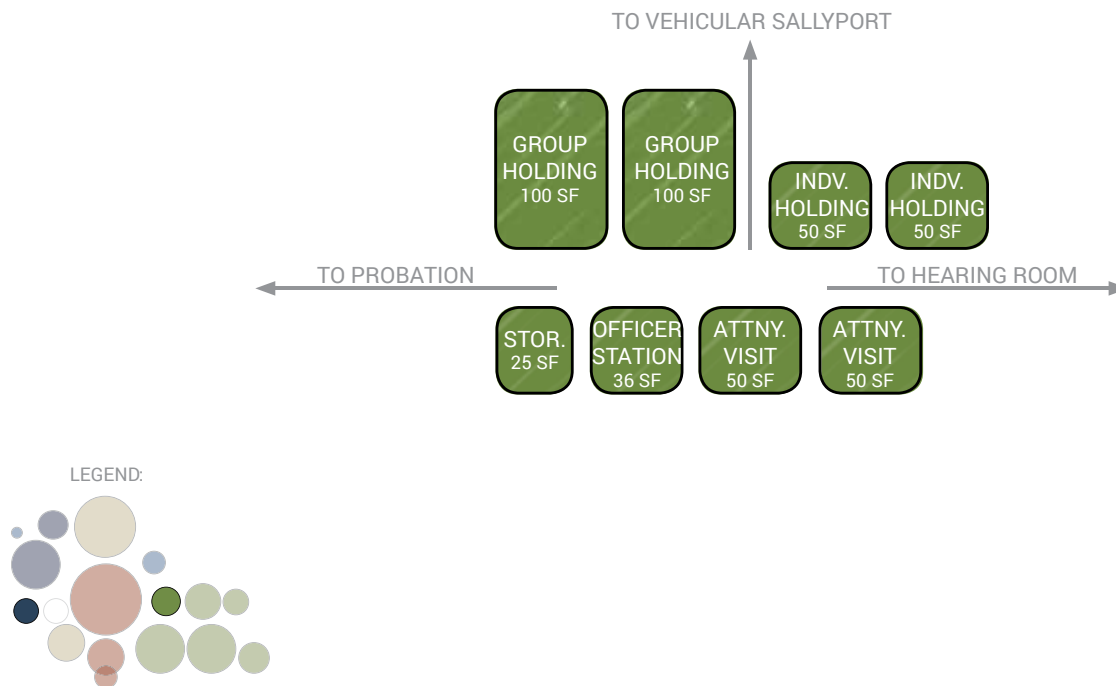 TO VEHICULAR SALLYPORT
GROUP
HOLDING
100 SF
GROUP
HOLDING
100 SF
INDV.
HOLDING
50 SF
INDV.
HOLDING
50 SF
TO PROBATION
TO HEARING ROOM
STOR.
25 SF
OFFICER
STATION
36 SF
ATTNY.
VISIT
50 SF
ATTNY.
VISIT
50 SF
LEGEND: